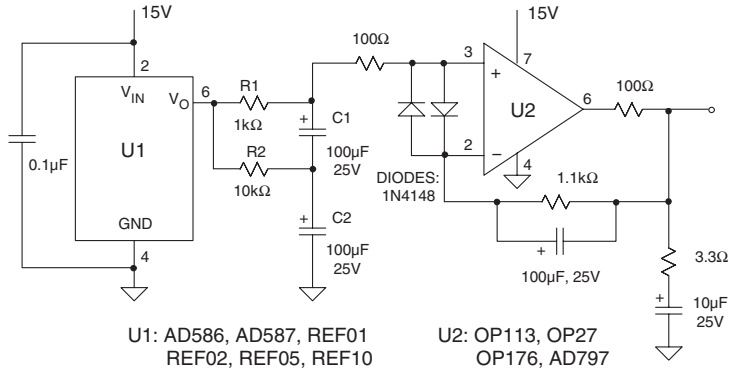 15V
15V
100Ω
3
7
+
2
V_IN
V_O
6
R1
1kΩ
+
C1
100µF
25V
R2
10kΩ
U1
0.1µF
GND
4
+
C2
100µF
25V
U2
6
100Ω
2
−
4
DIODES:
1N4148
1.1kΩ
+
100µF, 25V
3.3Ω
+
10µF
25V
U1: AD586, AD587, REF01
REF02, REF05, REF10
U2: OP113, OP27
OP176, AD797